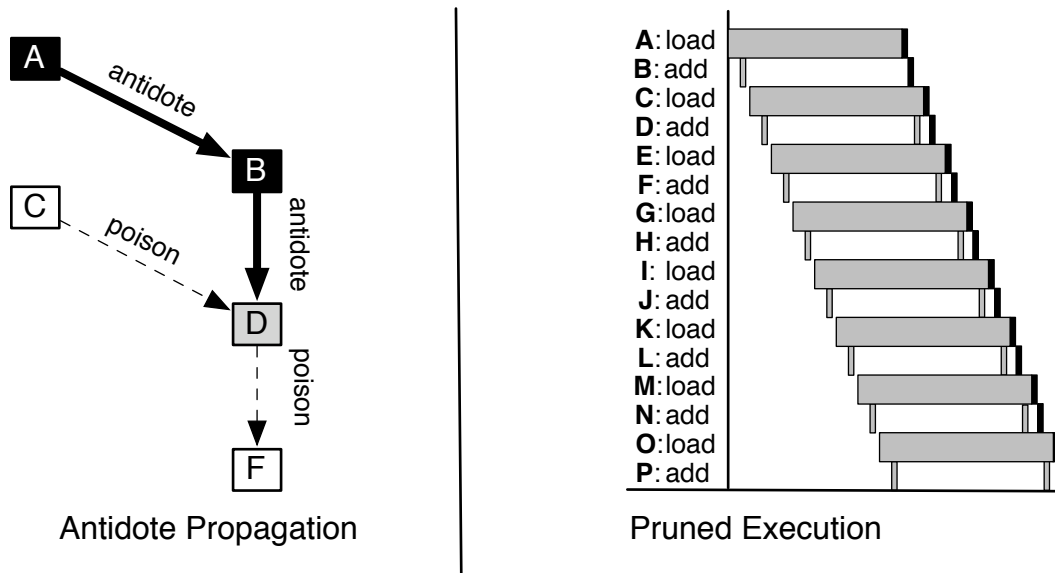 A
antidote
B
C
poison
antidote
D
poison
F
Antidote Propagation
A: load
B: add
C: load
D: add
E: load
F: add
G: load
H: add
I: load
J: add
K: load
L: add
M: load
N: add
O: load
P: add
Pruned Execution